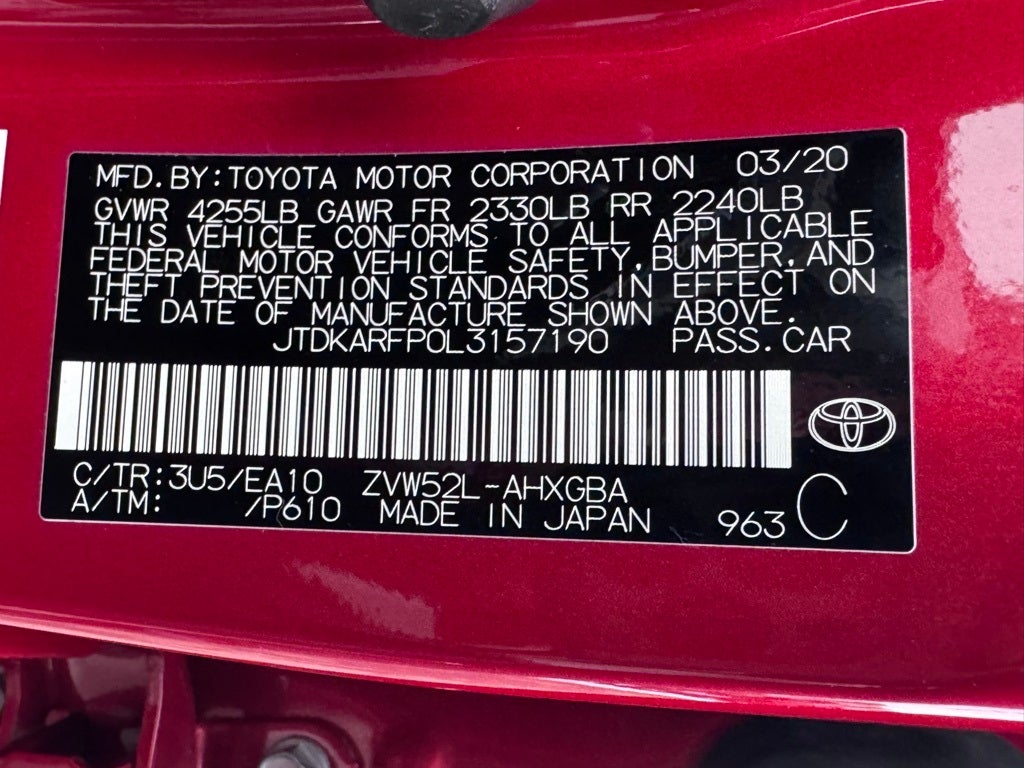 MFD.BY:TOYOTA MOTOR CORPORATION 03/20
GVWR 4255LB GAWR FR 2330LB RR 2240LB
THIS VEHICLE CONFORMS TO ALL APPLICABLE
FEDERAL MOTOR VEHICLE SAFETY,BUMPER,AND
THEFT PREVENTION STANDARDS IN EFFECT ON
THE DATE OF MANUFACTURE SHOWN ABOVE.
JTDKARFP0L3157190 PASS.CAR
C/TR:3U5/EA10 ZVW52L-AHXGBA
A/TM: /P610 MADE IN JAPAN 963 C